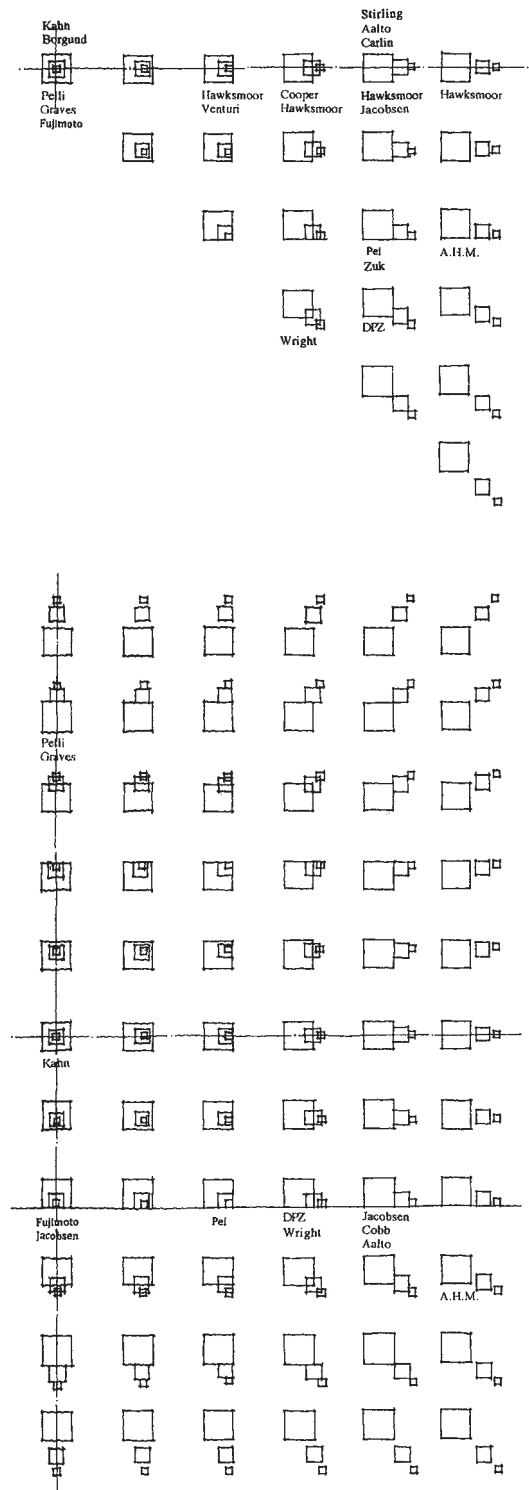 Kahn
Borgund
Stirling
Aalto
Carlin
Pelli
Graves
Fujimoto
Hawksmoor
Venturi
Cooper
Hawksmoor
Hawksmoor
Jacobsen
Hawksmoor
Pei
Zuk
A.H.M.
Wright
DPZ
Pelli
Graves
Kahn
Fujimoto
Jacobsen
Pei
DPZ
Wright
Jacobsen
Cobb
Aalto
A.H.M.